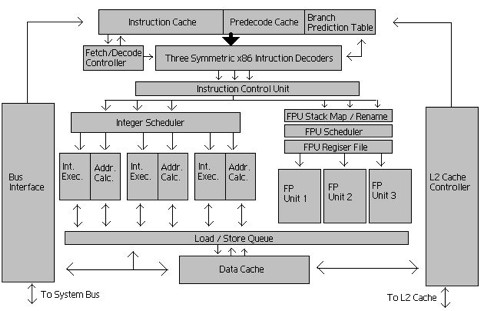 Instruction Cache
Predecode Cache
Branch
Prediction Table
Fetch/Decode
Controller
Three Symmetric x86 Intruction Decoders
Instruction Control Unit
Integer Scheduler
FPU Stack Map / Rename
FPU Scheduler
FPU Regiser File
Bus
Interface
Int.
Exec.
Addr.
Calc.
Int.
Exec.
Addr.
Calc.
Int.
Exec.
Addr.
Calc.
FP
Unit 1
FP
Unit 2
FP
Unit 3
L2 Cache
Controller
Load / Store Queue
Data Cache
To System Bus
To L2 Cache